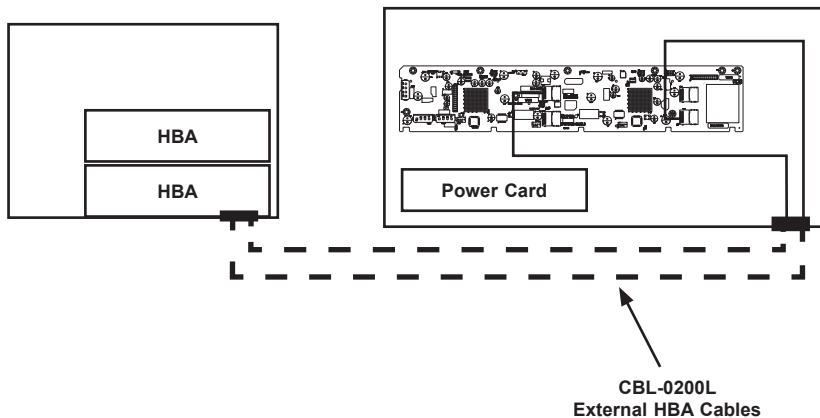 HBA
HBA
Power Card
CBL-0200L
External HBA Cables